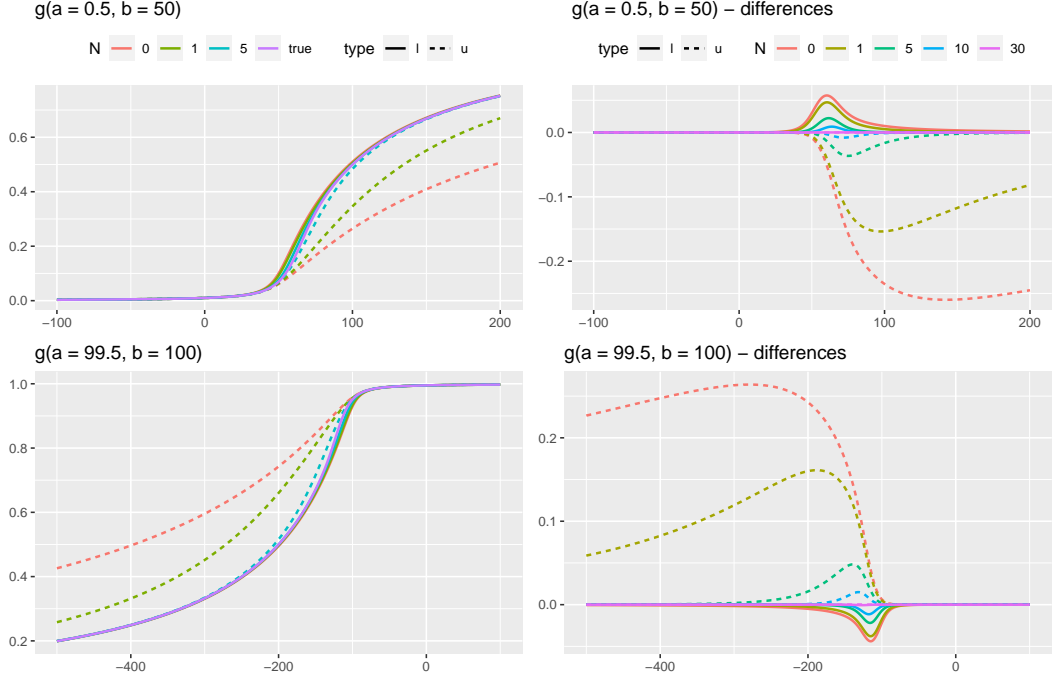 g(a = 0.5, b = 50)
N 0 1 5 true type l u
0.6
0.4
0.2
0.0
−100 0 100 200
g(a = 0.5, b = 50) − differences
type l u N 0 1 5 10 30
0.0
−0.1
−0.2
−100 0 100 200
g(a = 99.5, b = 100)
1.0
0.8
0.6
0.4
0.2
−400 −200 0
g(a = 99.5, b = 100) − differences
0.2
0.1
0.0
−400 −200 0